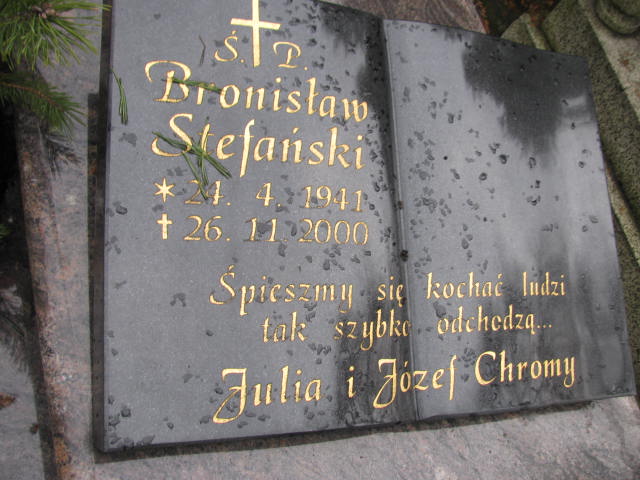 Ś. P.
Bronisław
Stefański
* 24. 4. 1941
† 26. 11. 2000
Śpieszmy się kochać ludzi
tak szybko odchodzą...
Julia i Józef Chromy